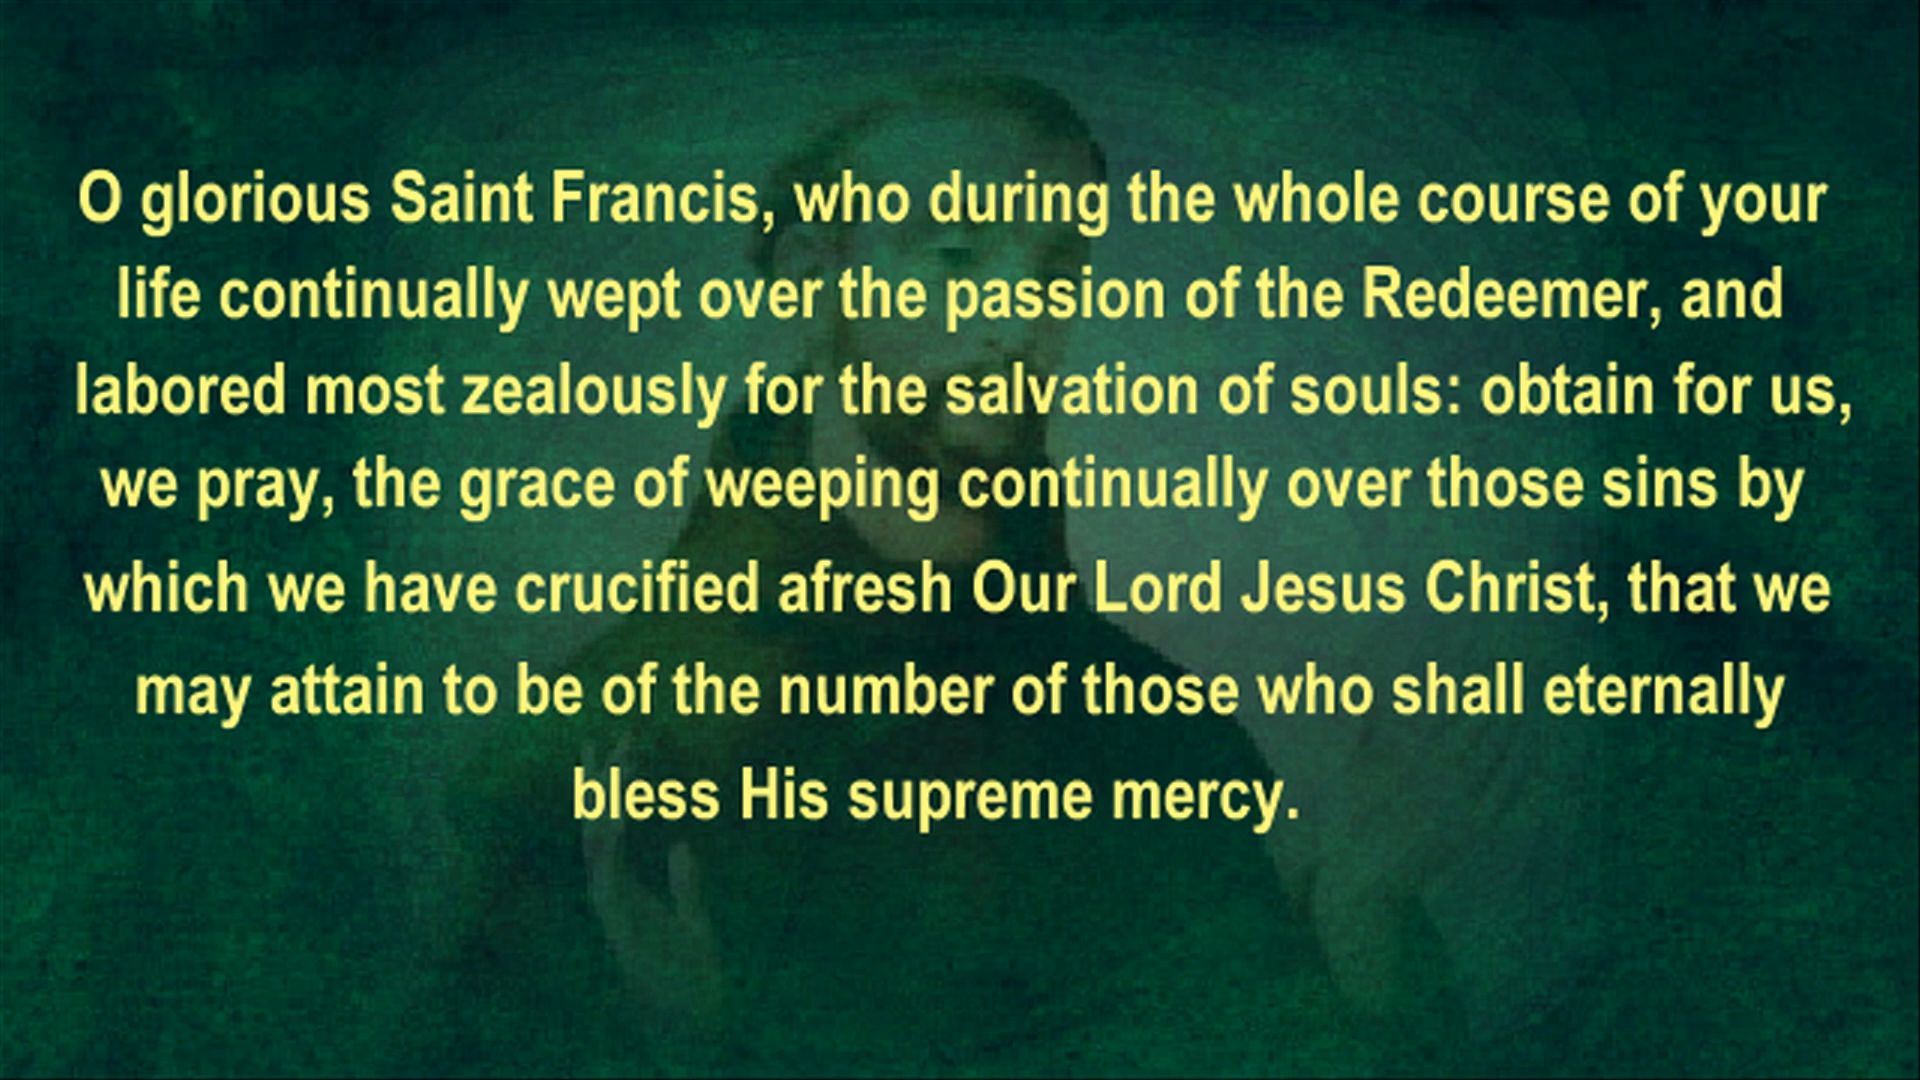 O glorious Saint Francis, who during the whole course of your
life continually wept over the passion of the Redeemer, and
labored most zealously for the salvation of souls: obtain for us,
we pray, the grace of weeping continually over those sins by
which we have crucified afresh Our Lord Jesus Christ, that we
may attain to be of the number of those who shall eternally
bless His supreme mercy.